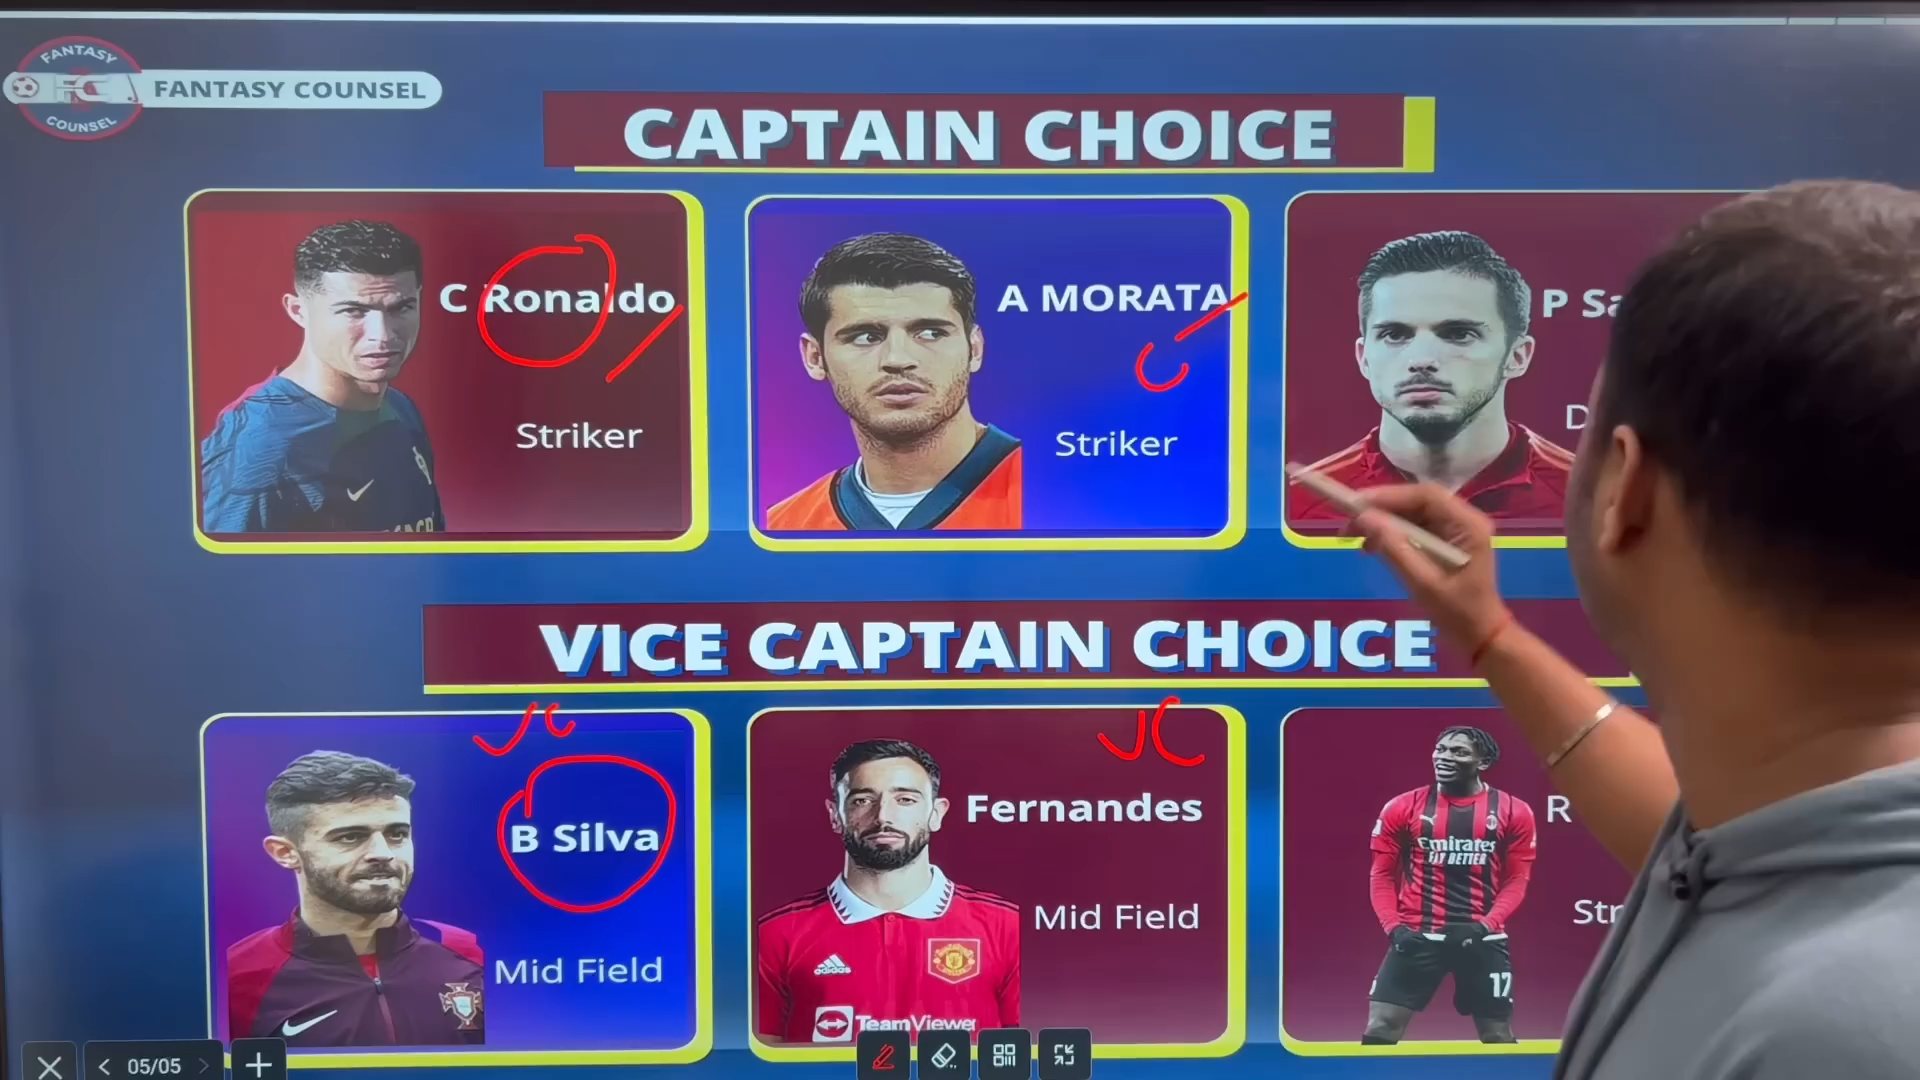 FANTASY
FC
COUNSEL
FANTASY COUNSEL
CAPTAIN CHOICE
C Ronaldo
Striker
A MORATA
C
Striker
P Sa
D
VICE CAPTAIN CHOICE
VC
B Silva
Mid Field
VC
Fernandes
Mid Field
TeamViewer
R
Str
Emirates
FLY BETTER
17
05/05